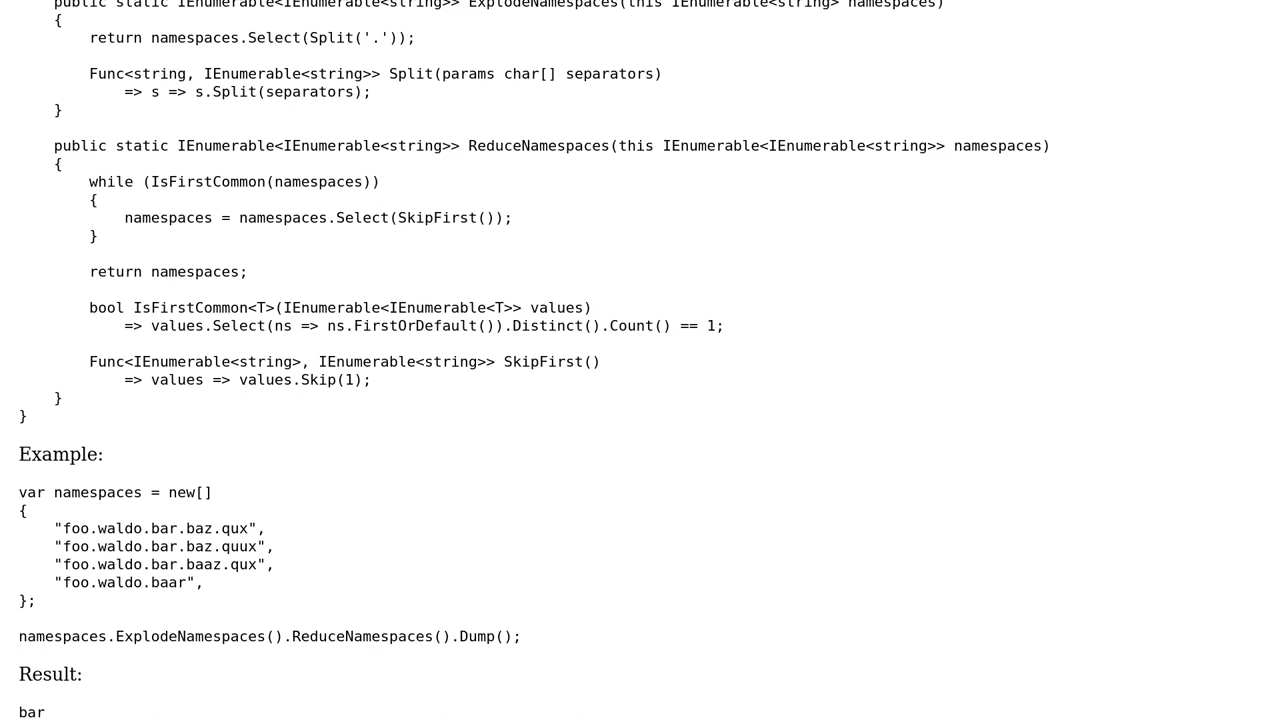 public static IEnumerable<IEnumerable<string>> ExplodeNamespaces(this IEnumerable<string> namespaces)
{
return namespaces.Select(Split('.'));
Func<string, IEnumerable<string>> Split(params char[] separators)
=> s => s.Split(separators);
}
public static IEnumerable<IEnumerable<string>> ReduceNamespaces(this IEnumerable<IEnumerable<string>> namespaces)
{
while (IsFirstCommon(namespaces))
{
namespaces = namespaces.Select(SkipFirst());
}
return namespaces;
bool IsFirstCommon<T>(IEnumerable<IEnumerable<T>> values)
=> values.Select(ns => ns.FirstOrDefault()).Distinct().Count() == 1;
Func<IEnumerable<string>, IEnumerable<string>> SkipFirst()
=> values => values.Skip(1);
}
}
Example:
var namespaces = new[]
{
"foo.waldo.bar.baz.qux",
"foo.waldo.bar.baz.quux",
"foo.waldo.bar.baaz.qux",
"foo.waldo.baar",
};
namespaces.ExplodeNamespaces().ReduceNamespaces().Dump();
Result:
bar